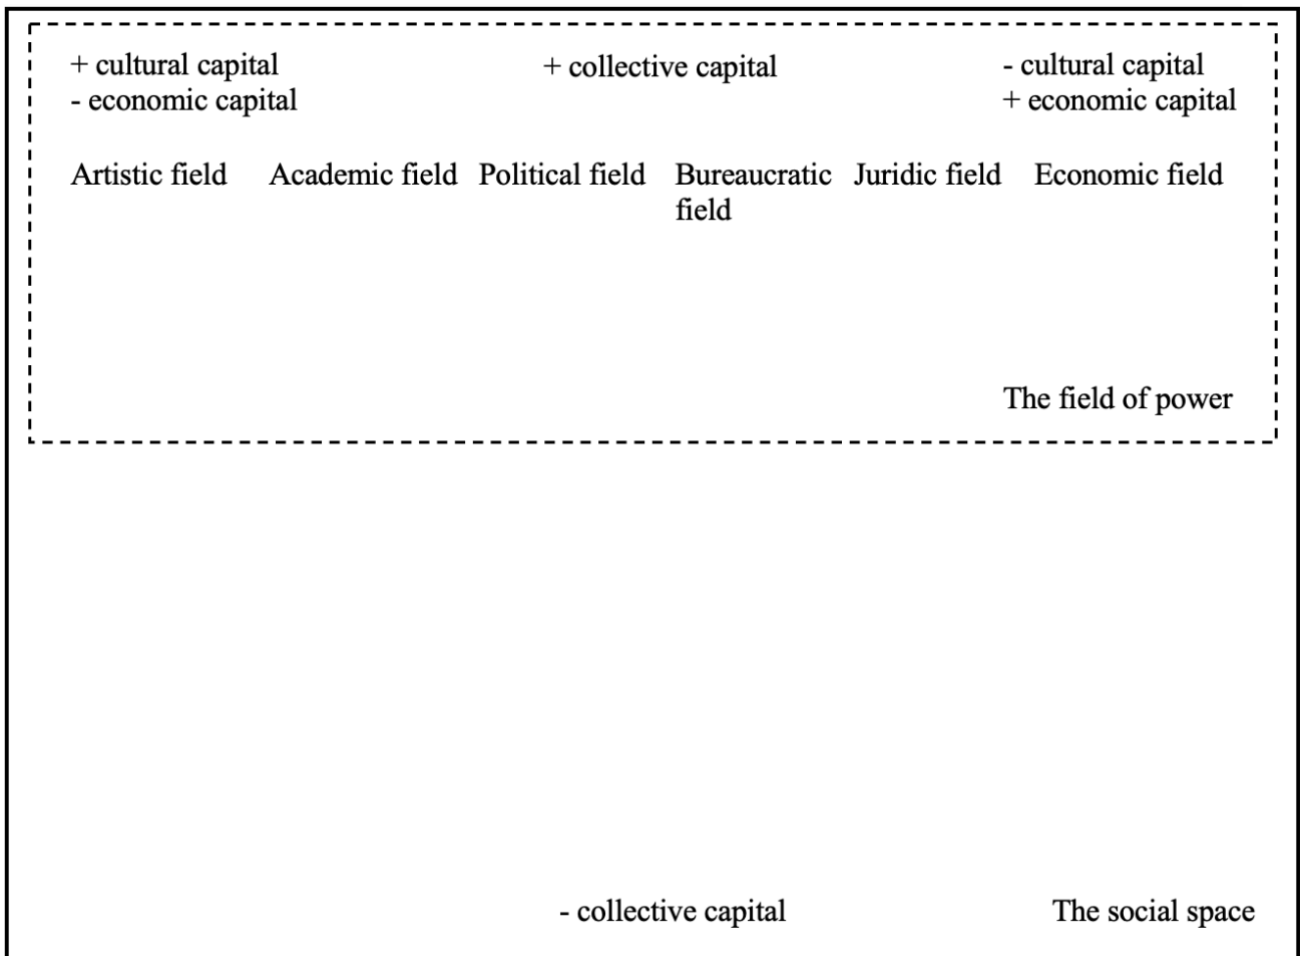 + cultural capital
- economic capital
+ collective capital
- cultural capital
+ economic capital
Artistic field
Academic field
Political field
Bureaucratic
field
Juridic field
Economic field
The field of power
- collective capital
The social space